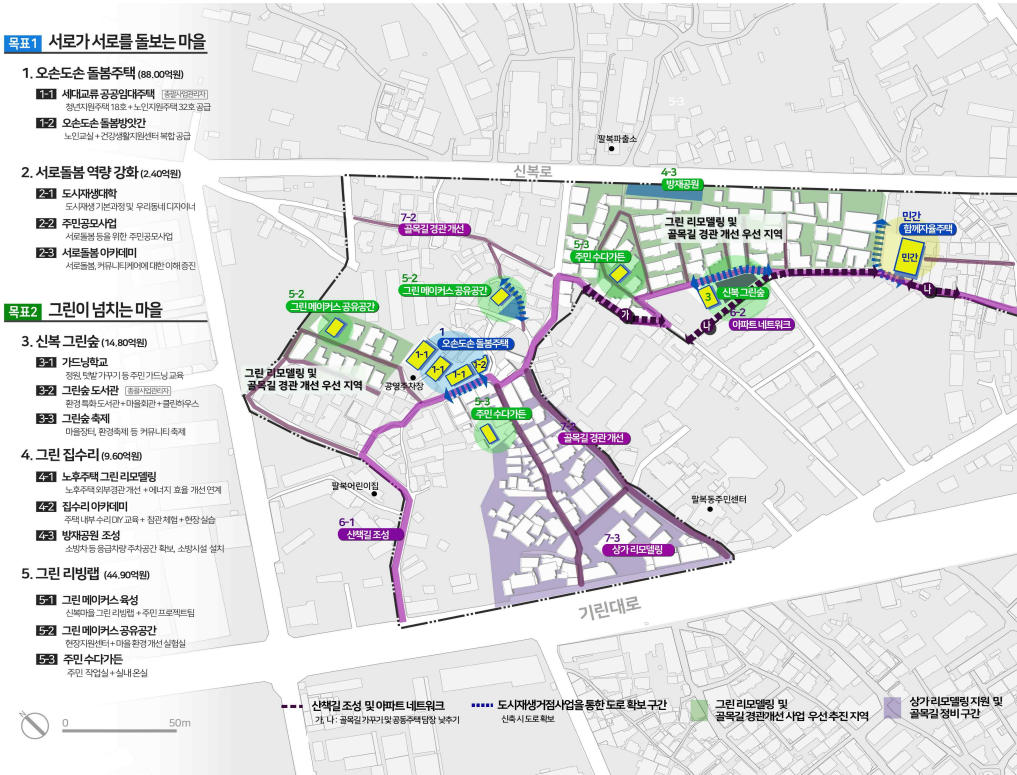 목표1 서로가 서로를 돌보는 마을
1. 오손도손 돌봄주택 (88.00억원)
1-1 세대교류 공공임대주택 총괄사업관리자
청년지원주택 18호 + 노인지원주택 32호 공급
1-2 오손도손 돌봄방앗간
노인교실 + 건강생활지원센터 복합 공급
2. 서로돌봄 역량 강화 (2.40억원)
2-1 도시재생대학
도시재생 기본과정 및 우리동네 디자이너
2-2 주민공모사업
서로돌봄 등을 위한 주민공모사업
2-3 서로돌봄 아카데미
서로돌봄, 커뮤니티케어에 대한 이해 증진
목표2 그린이 넘치는 마을
3. 신복 그린숲 (14.80억원)
3-1 가드닝학교
정원, 텃밭 가꾸기 등 주민 가드닝 교육
3-2 그린숲 도서관 총괄사업관리자
환경 특화 도서관 + 마을회관 + 클린하우스
3-3 그린숲 축제
마을장터, 환경축제 등 커뮤니티 축제
4. 그린 집수리 (9.60억원)
4-1 노후주택 그린 리모델링
노후주택 외부경관 개선 + 에너지 효율 개선 연계
4-2 집수리 아카데미
주택 내부 수리 DIY 교육 + 참관 체험 + 현장 실습
4-3 방재공원 조성
소방차 등 응급차량 주차공간 확보, 소방시설 설치
5. 그린 리빙랩 (44.90억원)
5-1 그린 메이커스 육성
신복마을 그린 리빙랩 + 주민 프로젝트팀
5-2 그린 메이커스 공유공간
현장지원센터 + 마을 환경 개선 실험실
5-3 주민 수다가든
주민 작업실 + 실내 온실
5-3
팔복파출소
신복로
4-3
방재공원
7-2
골목길 경관 개선
그린 리모델링 및
골목길 경관 개선 우선 지역
민간
함께자율주택
민간
5-3
주민 수다가든
5-2
그린 메이커스 공유공간
3
신복 그린숲
나
5-2
그린 메이커스 공유공간
가
나
6-2
아파트 네트워크
1
오손도손 돌봄주택
1-1
1-1
1-1
1-2
그린 리모델링 및
골목길 경관 개선 우선 지역
공영주차장
5-3
주민 수다가든
7-2
골목길 경관 개선
팔복어린이집
팔복동주민센터
6-1
산책길 조성
7-3
상가 리모델링
기린대로
N
0 50m
산책길 조성 및 아파트 네트워크
가, 나 : 골목길 가꾸기 및 공동주택 담장 낮추기
도시재생거점사업을 통한 도로 확보 구간
신축 시 도로 확보
그린 리모델링 및
골목길 경관개선 사업 우선 추진 지역
상가 리모델링 지원 및
골목길 정비 구간